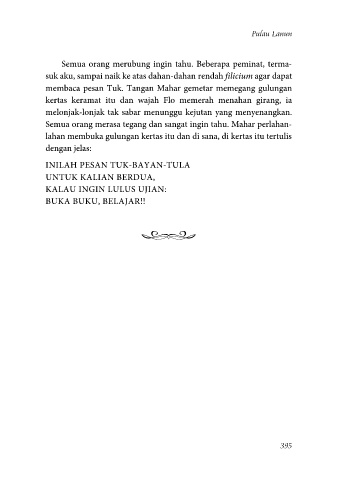 Pulau Lanun
Semua orang merubung ingin tahu. Beberapa peminat, terma-
suk aku, sampai naik ke atas dahan-dahan rendah filicium agar dapat
membaca pesan Tuk. Tangan Mahar gemetar memegang gulungan
kertas keramat itu dan wajah Flo memerah menahan girang, ia
melonjak-lonjak tak sabar menunggu kejutan yang menyenangkan.
Semua orang merasa tegang dan sangat ingin tahu. Mahar perlahan-
lahan membuka gulungan kertas itu dan di sana, di kertas itu tertulis
dengan jelas:
INILAH PESAN TUK-BAYAN-TULA
UNTUK KALIAN BERDUA,
KALAU INGIN LULUS UJIAN:
BUKA BUKU, BELAJAR!!
395